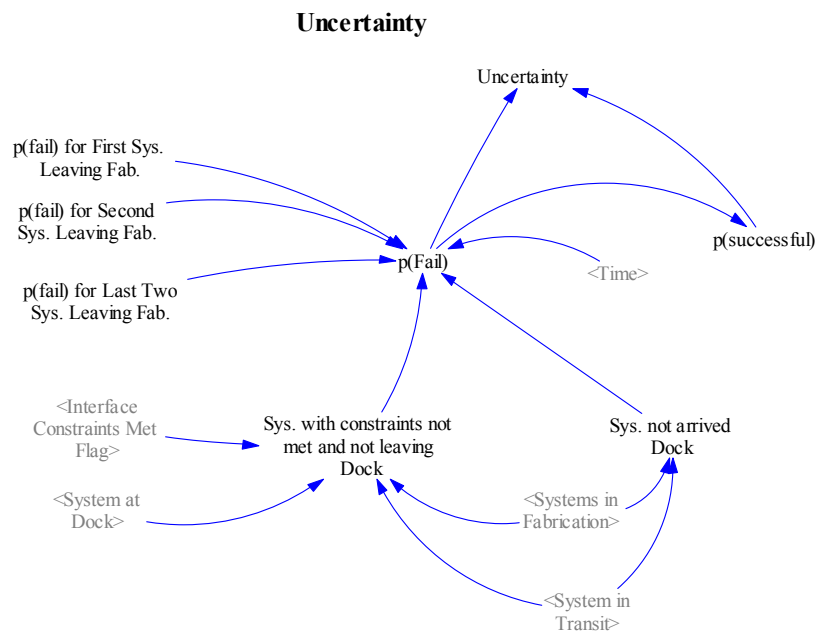 Uncertainty
Uncertainty
p(fail) for First Sys.
Leaving Fab.
p(fail) for Second
Sys. Leaving Fab.
p(successful)
p(Fail)
<Time>
p(fail) for Last Two
Sys. Leaving Fab.
<Interface
Constraints Met
Flag>
Sys. with constraints not
met and not leaving
Dock
Sys. not arrived
Dock
<System at
Dock>
<Systems in
Fabrication>
<System in
Transit>